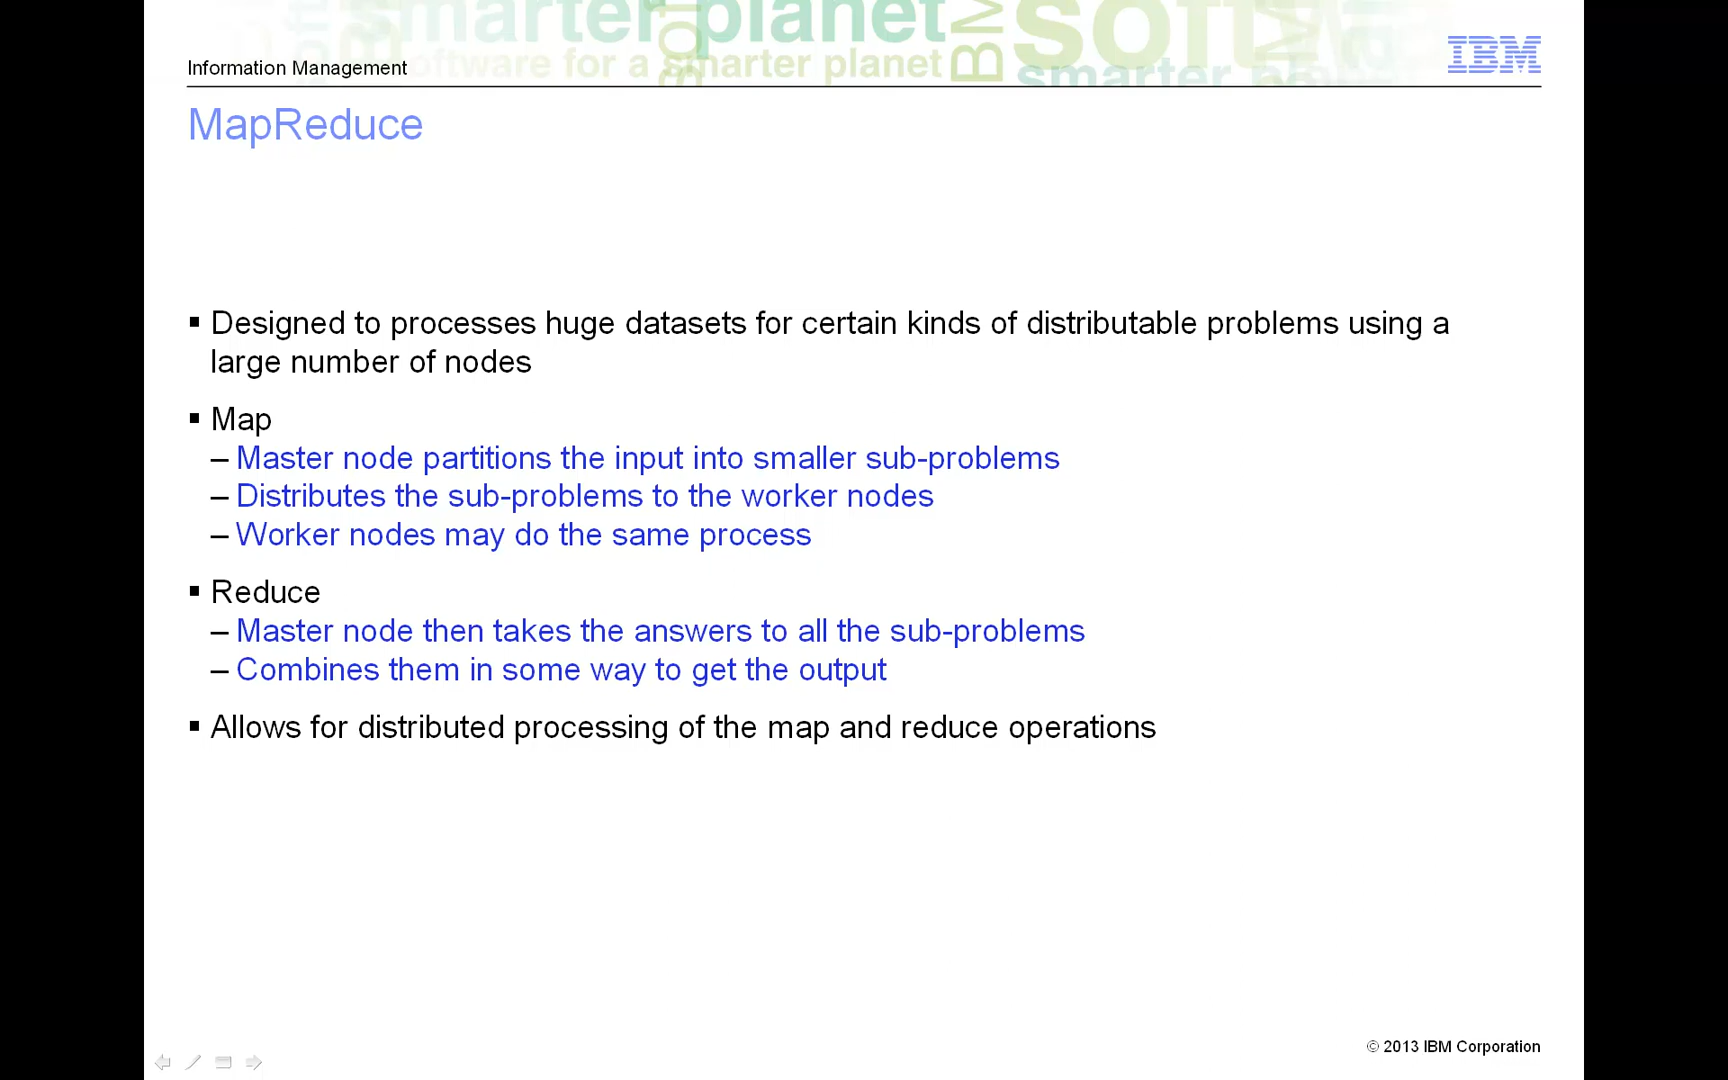 smarter planet
software for a smarter planet
IBM
soft
smarter planet
Information Management
IBM
MapReduce
▪ Designed to processes huge datasets for certain kinds of distributable problems using a
large number of nodes
▪ Map
– Master node partitions the input into smaller sub-problems
– Distributes the sub-problems to the worker nodes
– Worker nodes may do the same process
▪ Reduce
– Master node then takes the answers to all the sub-problems
– Combines them in some way to get the output
▪ Allows for distributed processing of the map and reduce operations
© 2013 IBM Corporation